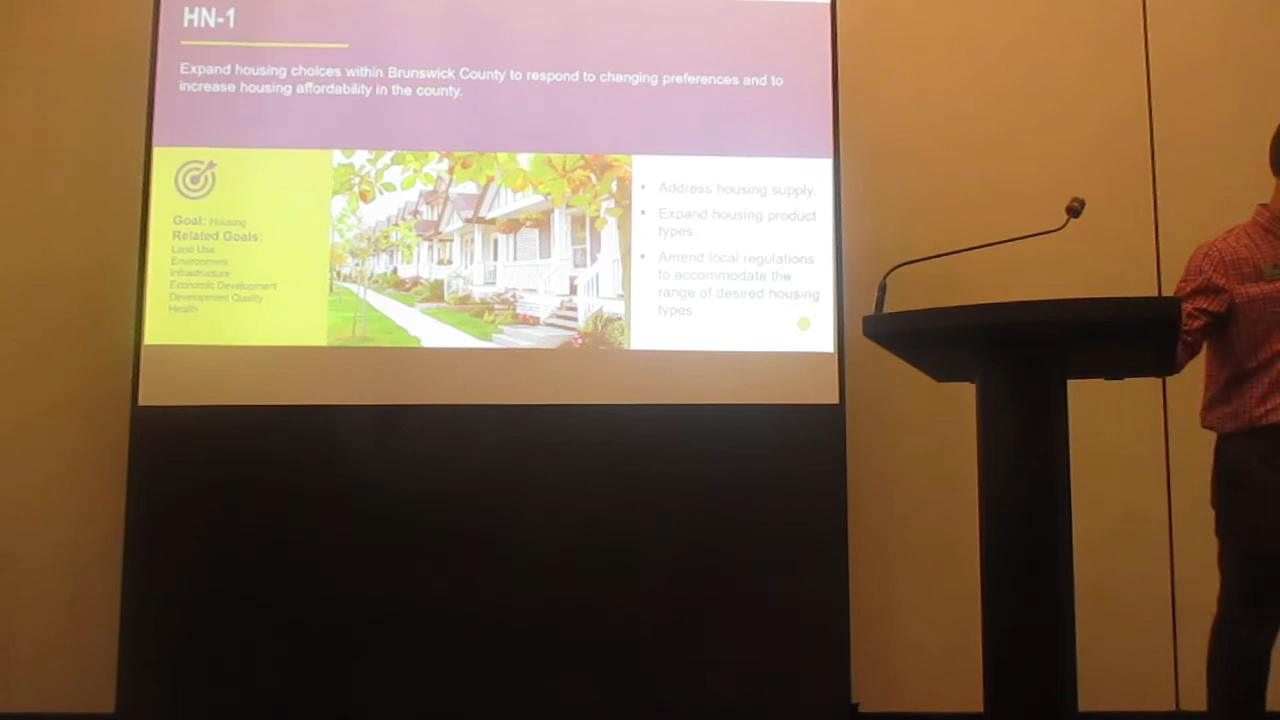 HN-1
Expand housing choices within Brunswick County to respond to changing preferences and to
increase housing affordability in the county.
Goal: Housing
Related Goals:
Land Use
Environment
Infrastructure
Economic Development
Development Quality
Health
• Address housing supply.
• Expand housing product
types
• Amend local regulations
to accommodate the
range of desired housing
types